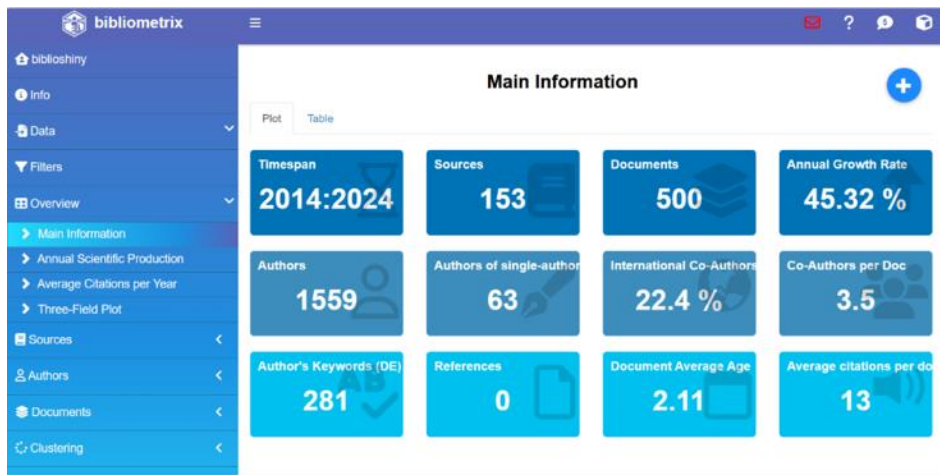 bibliometrix
biblioshiny
Info
Data
Filters
Overview
Main Information
Annual Scientific Production
Average Citations per Year
Three-Field Plot
Sources
Authors
Documents
Clustering
Main Information
Plot Table
Timespan
2014:2024
Sources
153
Documents
500
Annual Growth Rate
45.32 %
Authors
1559
Authors of single-author
63
International Co-Authors
22.4 %
Co-Authors per Doc
3.5
Author's Keywords (DE)
281
References
0
Document Average Age
2.11
Average citations per do
13